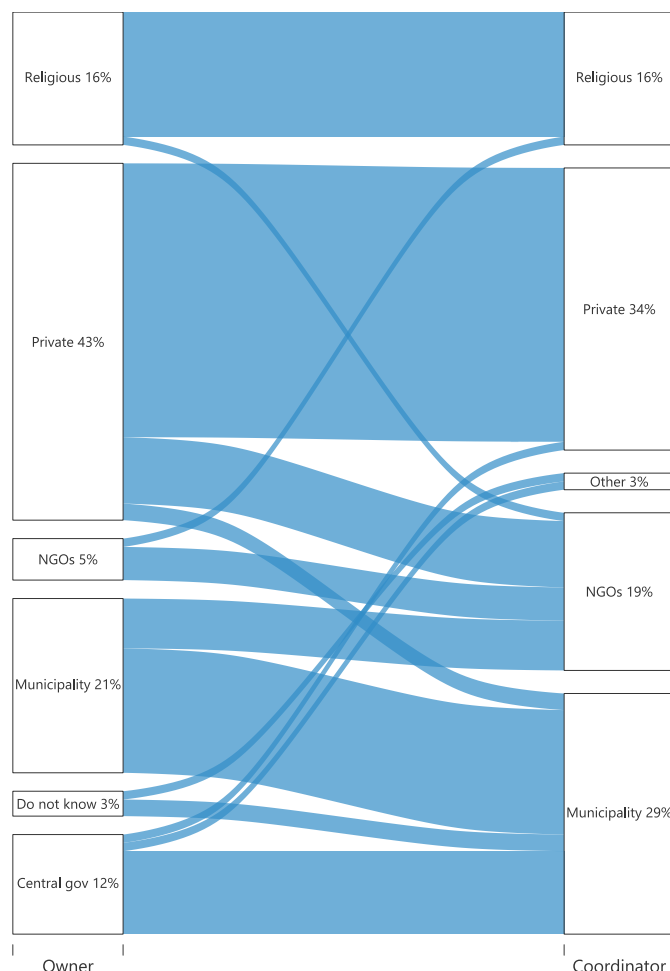 Religious 16%
Religious 16%
Private 34%
Private 43%
Other 3%
NGOs 5%
NGOs 19%
Municipality 21%
Do not know 3%
Municipality 29%
Central gov 12%
Owner
Coordinator